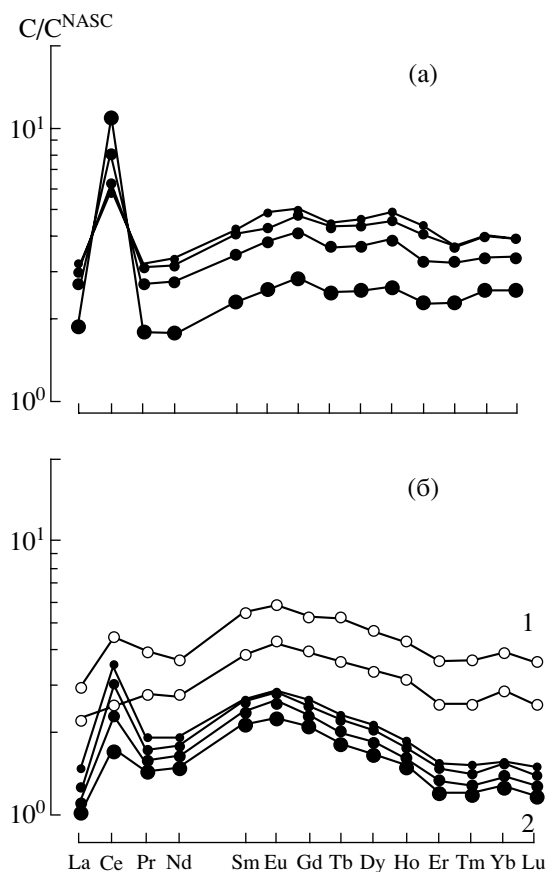 C/C^NASC
(а)
10¹
10⁰
(б)
10¹
1
10⁰
2
La Ce Pr Nd Sm Eu Gd Tb Dy Ho Er Tm Yb Lu